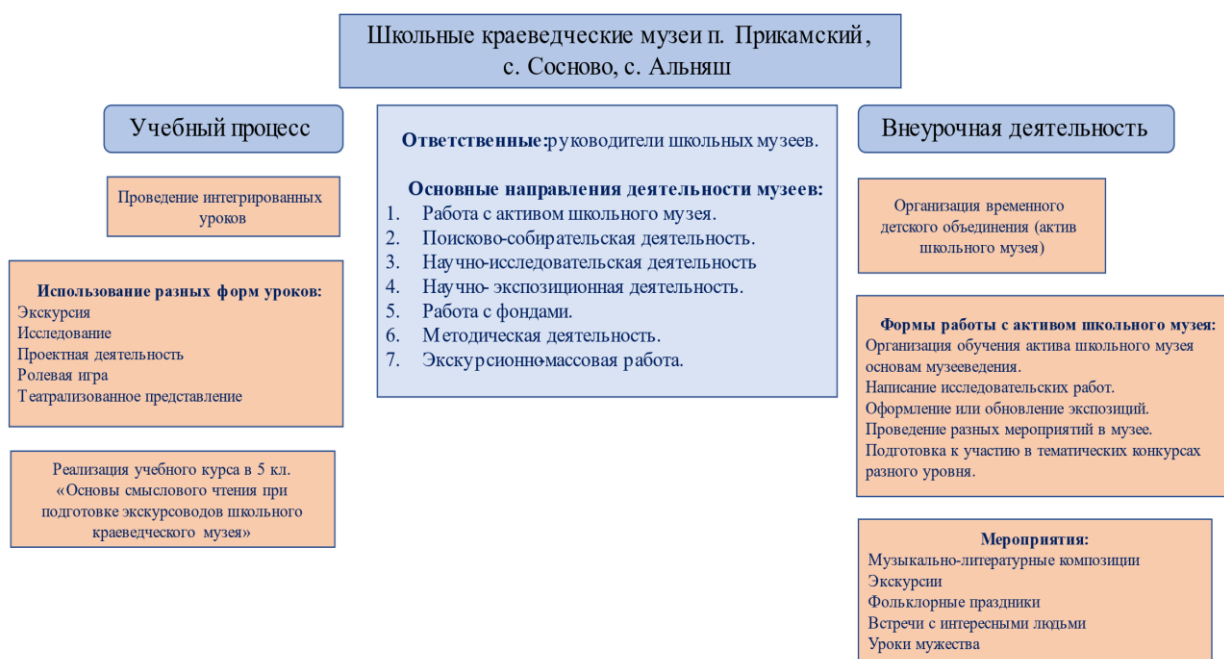 Школьные краеведческие музеи п. Прикамский,
с. Сосново, с. Альняш
Учебный процесс
Проведение интегрированных
уроков
Использование разных форм уроков:
Экскурсия
Исследование
Проектная деятельность
Ролевая игра
Театрализованное представление
Реализация учебного курса в 5 кл.
«Основы смыслового чтения при
подготовке экскурсоводов школьного
краеведческого музея»
Ответственные:руководители школьных музеев.
Основные направления деятельности музеев:
1. Работа с активом школьного музея.
2. Поисково-собирательская деятельность.
3. Научно-исследовательская деятельность
4. Научно- экспозиционная деятельность.
5. Работа с фондами.
6. Методическая деятельность.
7. Экскурсионно-массовая работа.
Внеурочная деятельность
Организация временного
детского объединения (актив
школьного музея)
Формы работы с активом школьного музея:
Организация обучения актива школьного музея
основам музееведения.
Написание исследовательских работ.
Оформление или обновление экспозиций.
Проведение разных мероприятий в музее.
Подготовка к участию в тематических конкурсах
разного уровня.
Мероприятия:
Музыкально-литературные композиции
Экскурсии
Фольклорные праздники
Встречи с интересными людьми
Уроки мужества